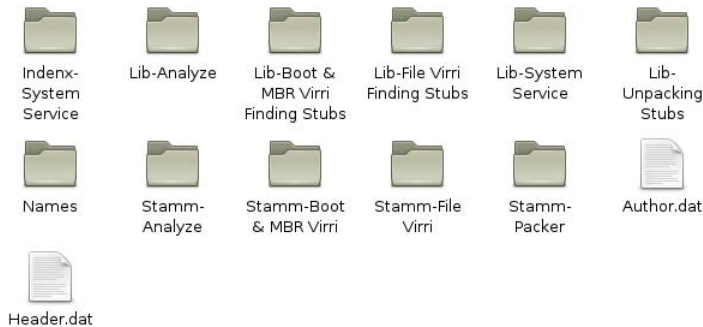 Indenx-
System
Service
Lib-Analyze
Lib-Boot &
MBR Virri
Finding Stubs
Lib-File Virri
Finding Stubs
Lib-System
Service
Lib-
Unpacking
Stubs
Names
Stamm-
Analyze
Stamm-Boot
& MBR Virri
Stamm-File
Virri
Stamm-
Packer
Author.dat
Header.dat